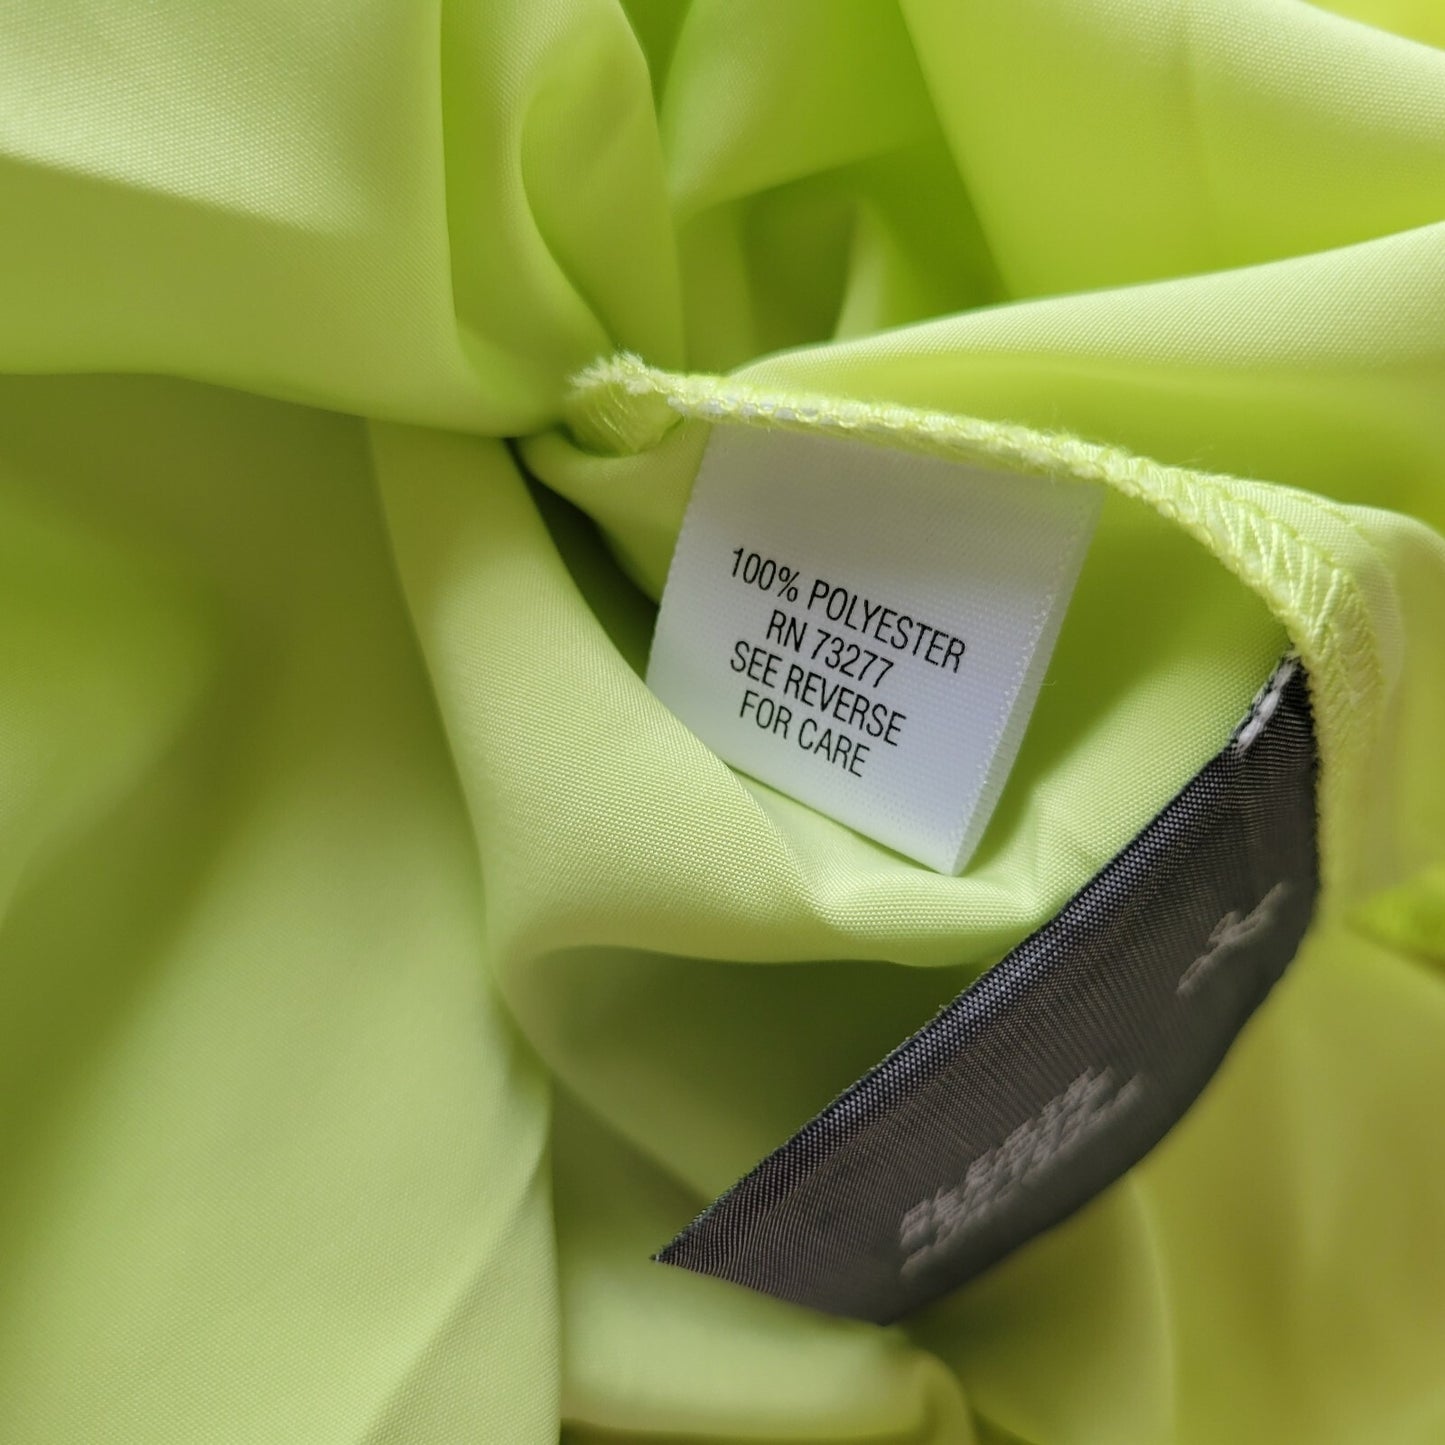 100% POLYESTER
RN 73277
SEE REVERSE
FOR CARE